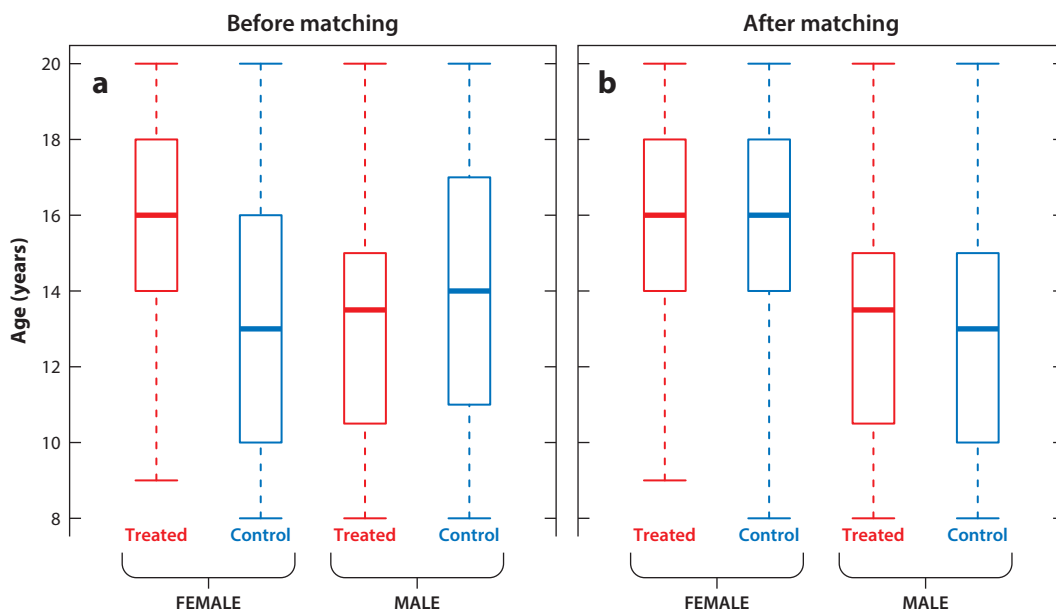 Before matching
After matching
a
b
Age (years)
20
18
16
14
12
10
8
Treated Control Treated Control
Treated Control Treated Control
FEMALE MALE
FEMALE MALE